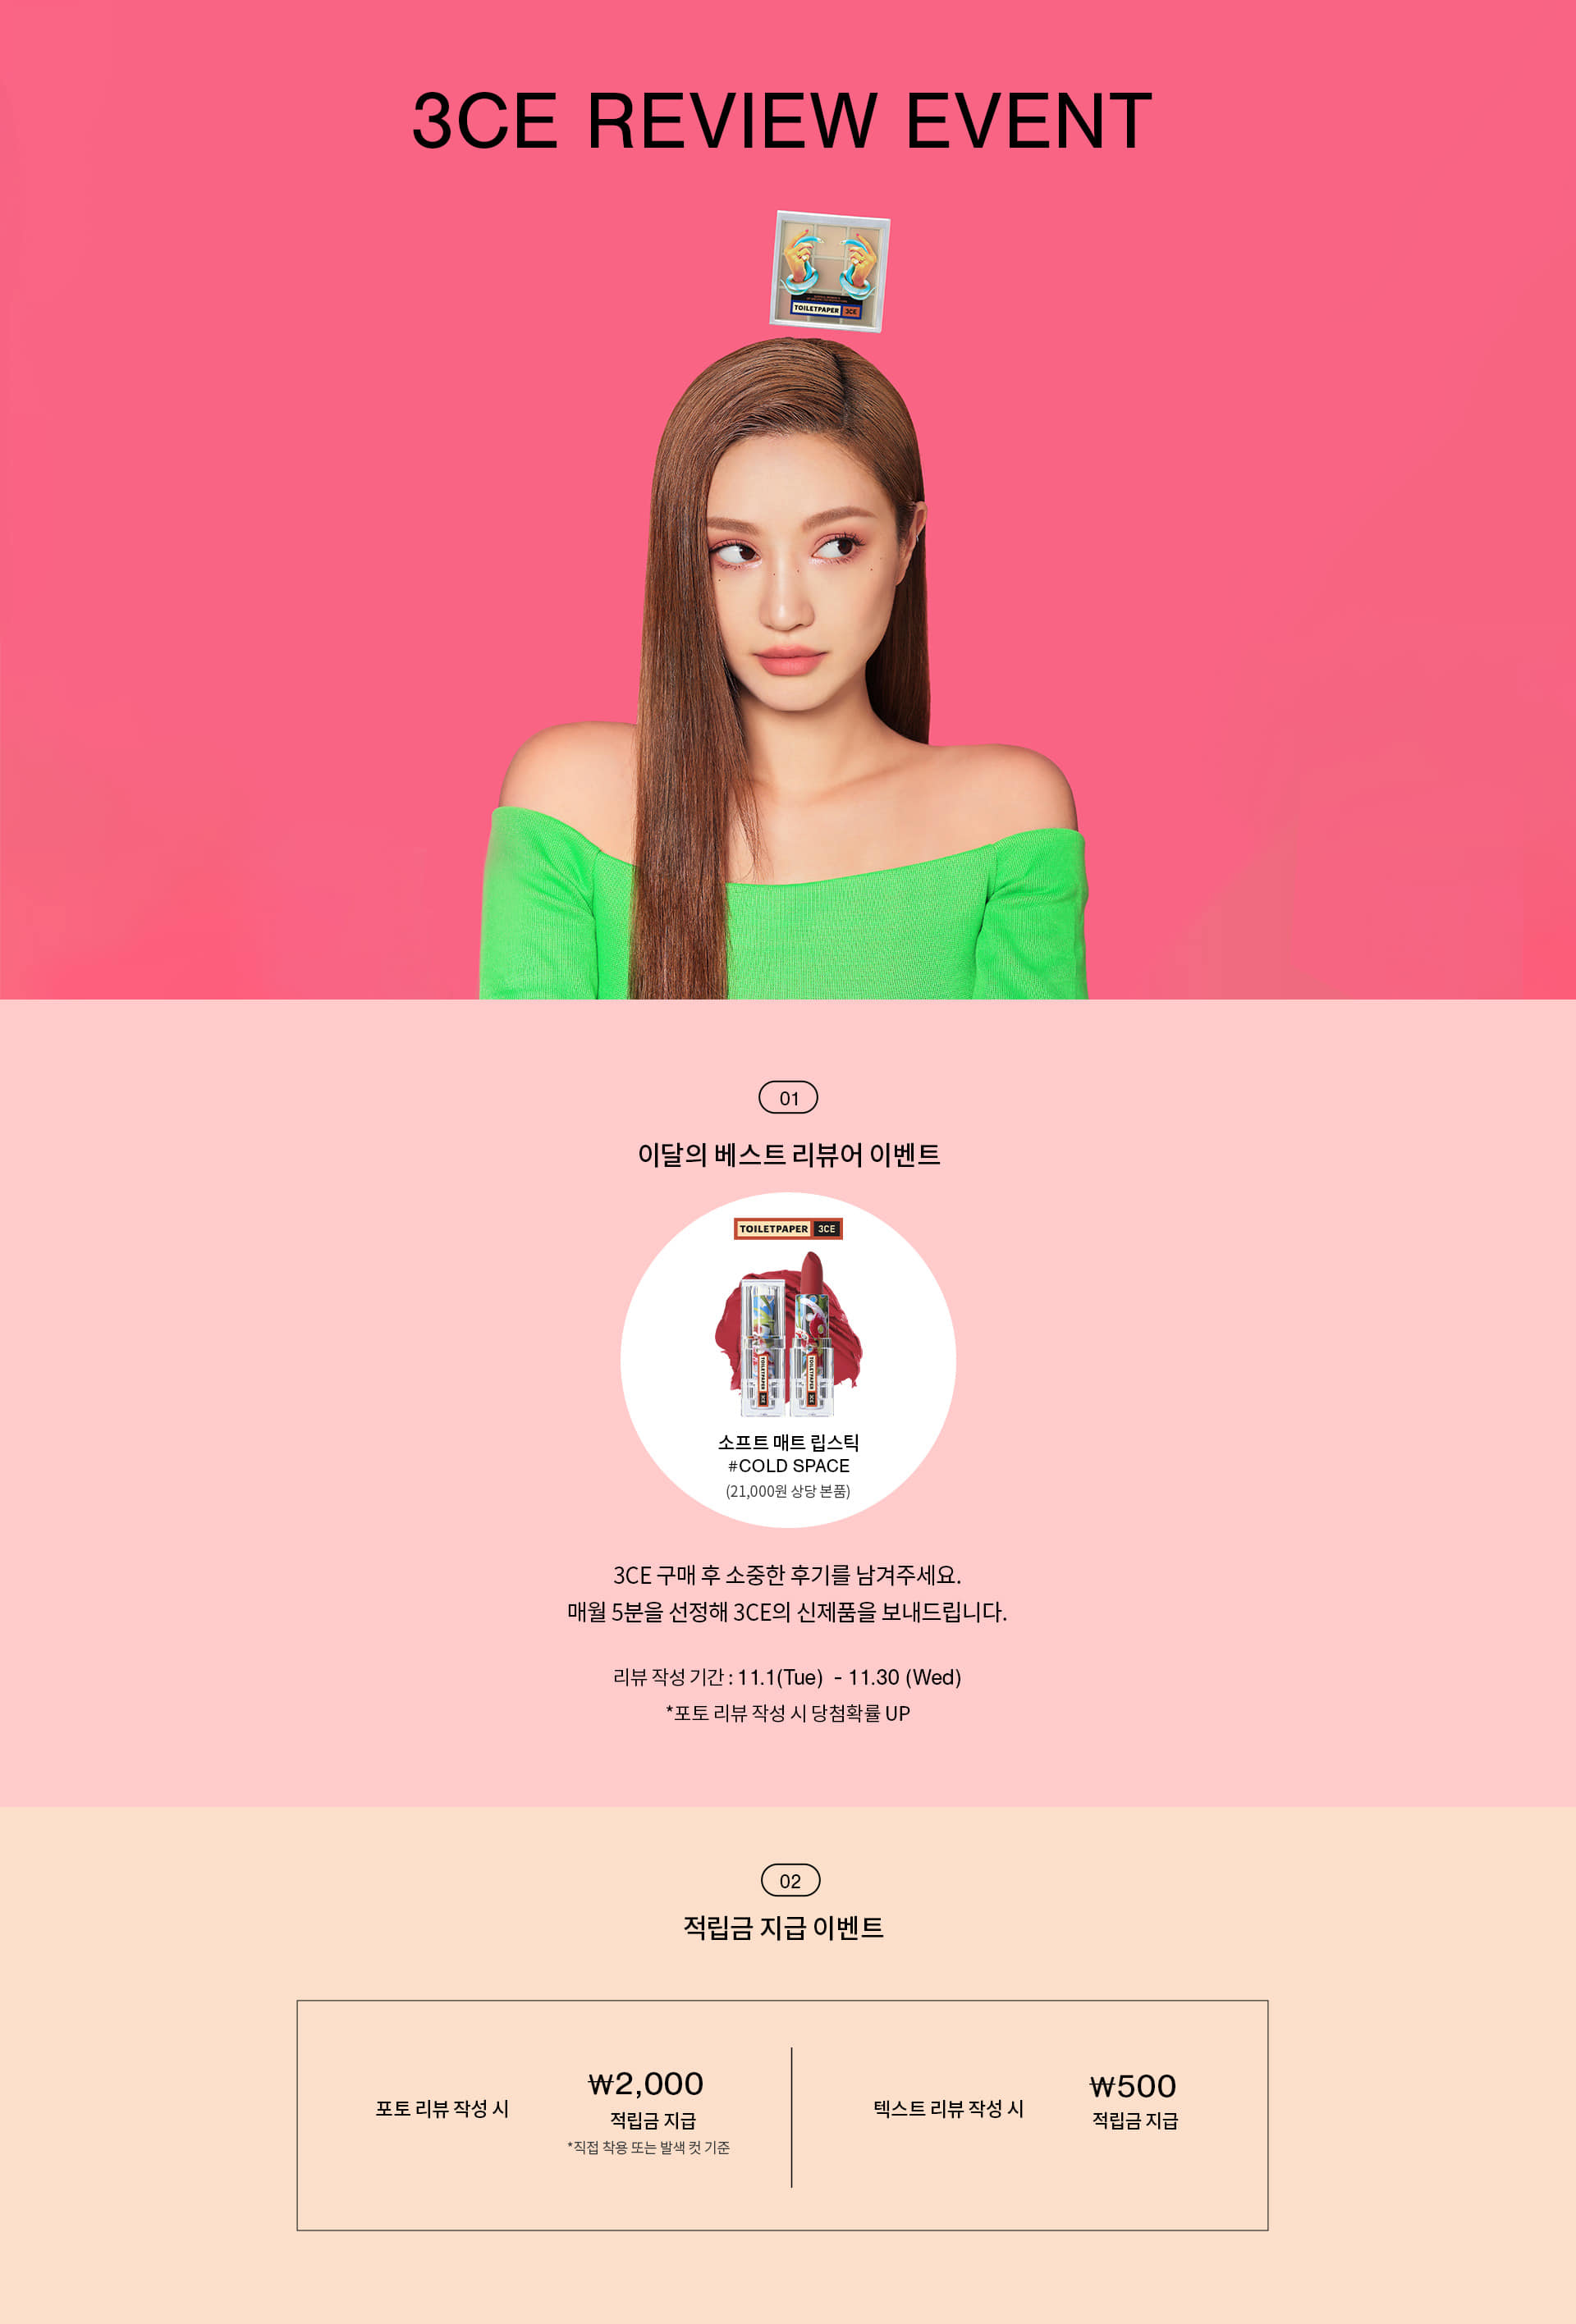 3CE REVIEW EVENT
TOILETPAPER 3CE
01
이달의 베스트 리뷰어 이벤트
TOILETPAPER 3CE
TOILETPAPER 3CE
TOILETPAPER 3CE
소프트 매트 립스틱
#COLD SPACE
(21,000원 상당 본품)
3CE 구매 후 소중한 후기를 남겨주세요.
매월 5분을 선정해 3CE의 신제품을 보내드립니다.
리뷰 작성 기간 : 11.1(Tue) - 11.30 (Wed)
*포토 리뷰 작성 시 당첨확률 UP
02
적립금 지급 이벤트
포토 리뷰 작성 시
₩2,000
적립금 지급
*직접 착용 또는 발색 컷 기준
텍스트 리뷰 작성 시
₩500
적립금 지급